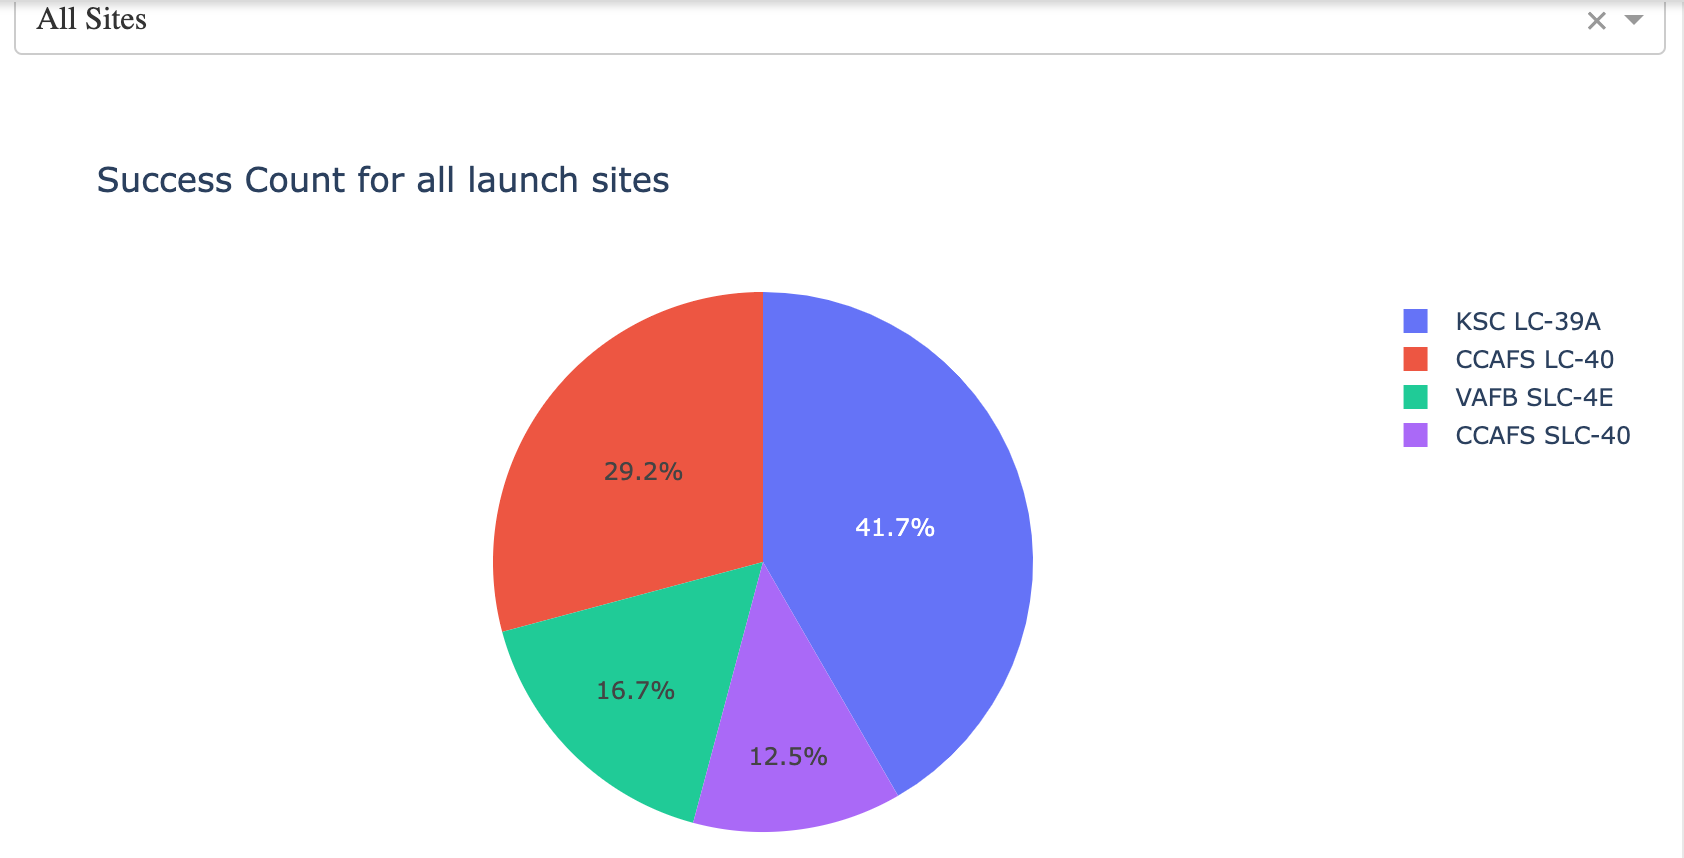 All Sites
Success Count for all launch sites
KSC LC-39A
CCAFS LC-40
VAFB SLC-4E
CCAFS SLC-40
29.2%
41.7%
16.7%
12.5%